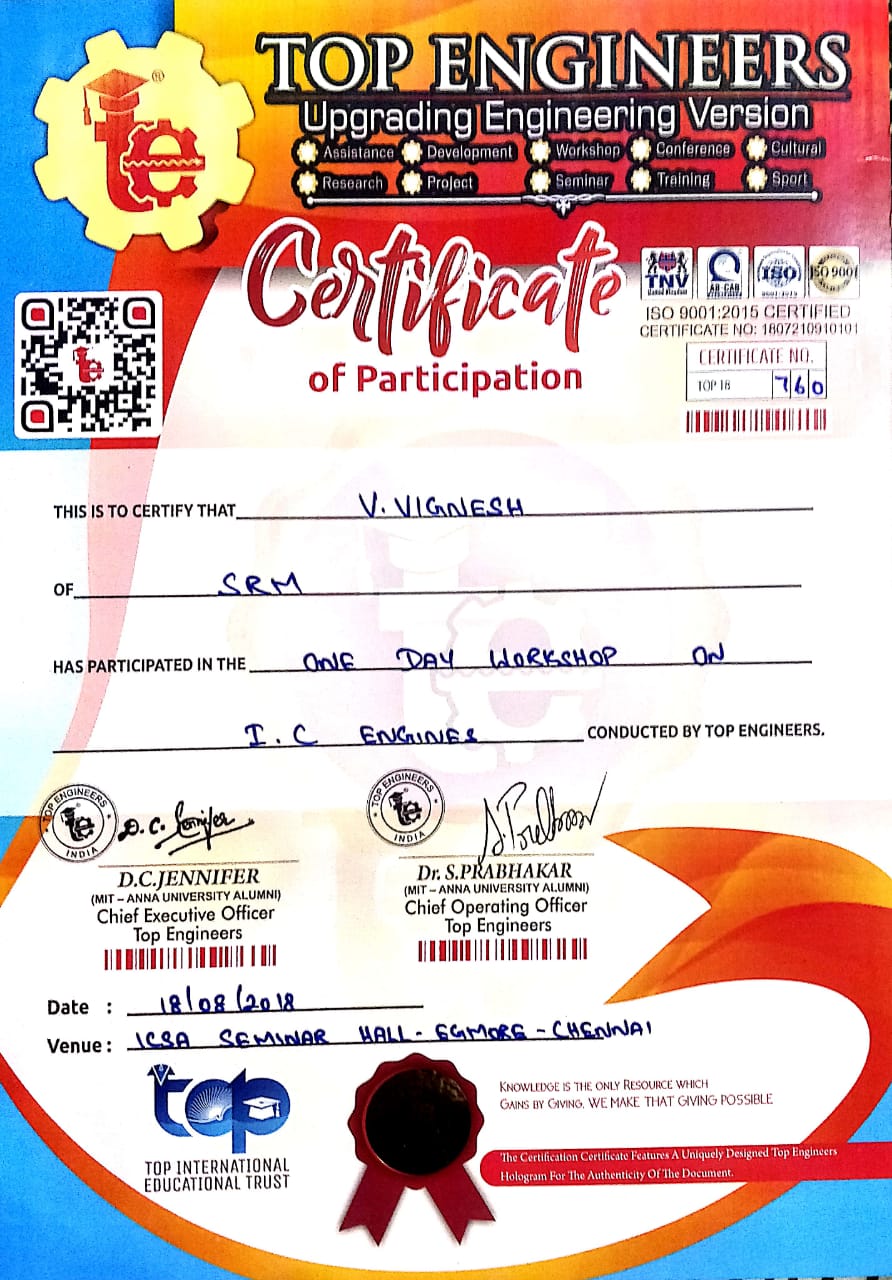 TOP ENGINEERS
Upgrading Engineering Version
Assistance Development Workshop Conference Cultural
Research Project Seminar Training Sport
te ®
Certificate
of Participation
TNV AR-CAB ISO ISO 9001
ISO 9001:2015 CERTIFIED
CERTIFICATE NO: 1807210910101
CERTIFICATE NO.
TOP 18 760
THIS IS TO CERTIFY THAT V. VIGNESH
OF SRM
HAS PARTICIPATED IN THE ONE DAY WORKSHOP ON
I.C ENGINES CONDUCTED BY TOP ENGINEERS.
TOP ENGINEERS te INDIA
D.C. Jennifer
D.C.JENNIFER
(MIT – ANNA UNIVERSITY ALUMNI)
Chief Executive Officer
Top Engineers
TOP ENGINEERS te INDIA
Dr. S.PRABHAKAR
(MIT – ANNA UNIVERSITY ALUMNI)
Chief Operating Officer
Top Engineers
Date : 18/08/2018
Venue : ICSA SEMINAR HALL - EGMORE - CHENNAI
top
TOP INTERNATIONAL
EDUCATIONAL TRUST
KNOWLEDGE IS THE ONLY RESOURCE WHICH
GAINS BY GIVING, WE MAKE THAT GIVING POSSIBLE
The Certification Certificate Features A Uniquely Designed Top Engineers
Hologram For The Authenticity Of The Document.